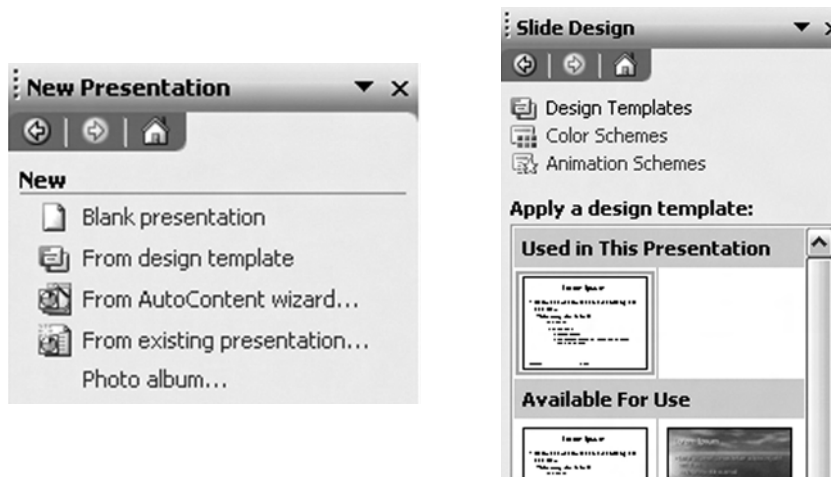 New Presentation
New
Blank presentation
From design template
From AutoContent wizard...
From existing presentation...
Photo album...
Slide Design
Design Templates
Color Schemes
Animation Schemes
Apply a design template:
Used in This Presentation
Available For Use